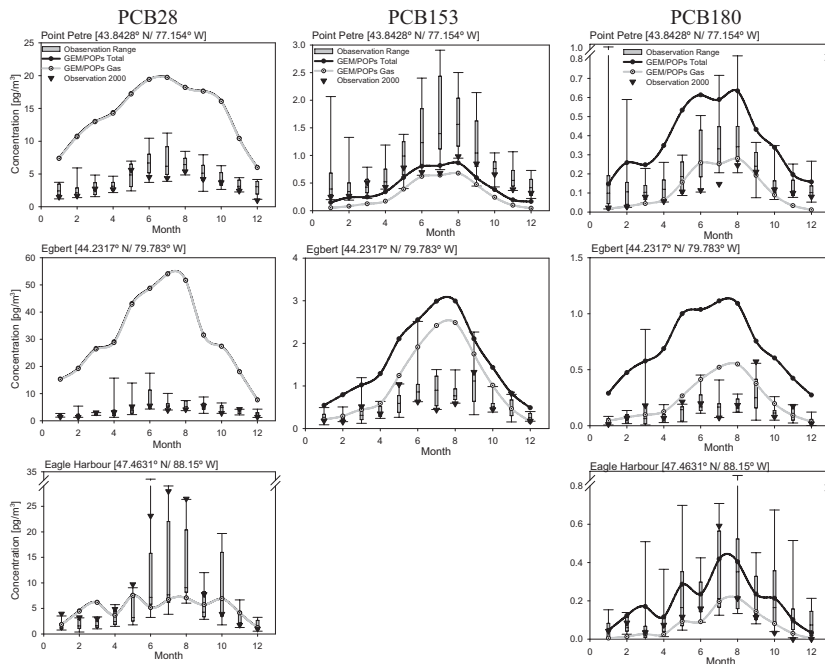 PCB28 PCB153 PCB180
Point Petre [43.8428° N/ 77.154° W] Point Petre [43.8428° N/ 77.154° W] Point Petre [43.8428° N/ 77.154° W]
Obaservation Range
GEM/POPs Total
GEM/POPs Gas
Observation 2000
Concentration [pg/m³]
25
20
15
10
5
0
0 2 4 6 8 10 12
Month
Obaservation Range
GEM/POPs Total
GEM/POPs Gas
Observation 2000
3.0
2.5
2.0
1.5
1.0
0.5
0.0
0 2 4 6 8 10 12
Month
Obaservation Range
GEM/POPs Total
GEM/POPs Gas
Observation 2000
1.0
0.8
0.7
0.6
0.5
0.4
0.3
0.2
0.1
0.0
0 2 4 6 8 10 12
Month
Egbert [44.2317° N/ 79.783° W] Egbert [44.2317° N/ 79.783° W] Egbert [44.2317° N/ 79.783° W]
Concentration [pg/m³]
60
50
40
30
20
10
0
0 2 4 6 8 10 12
Month
4
3
2
1
0
0 2 4 6 8 10 12
Month
1.5
1.0
0.5
0.0
0 2 4 6 8 10 12
Month
Eagle Harbour [47.4631° N/ 88.15° W] Eagle Harbour [47.4631° N/ 88.15° W]
Concentration [pg/m³]
35
25
20
15
10
5
0
0 2 4 6 8 10 12
Month
0.8
0.6
0.4
0.2
0.0
0 2 4 6 8 10 12
Month